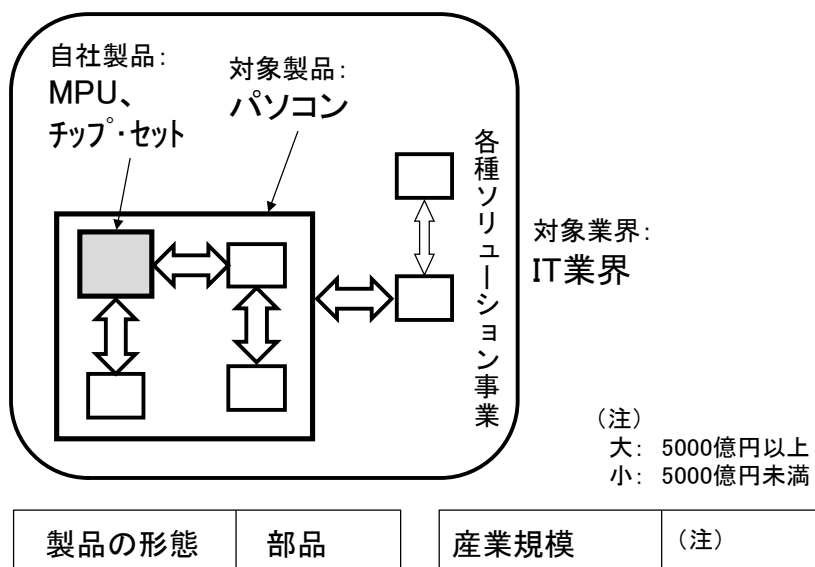 自社製品：
MPU、
チップ・セット
対象製品：
パソコン
各種ソリューション事業
対象業界：
IT業界
（注）
大： 5000億円以上
小： 5000億円未満
製品の形態 部品
産業規模 （注）